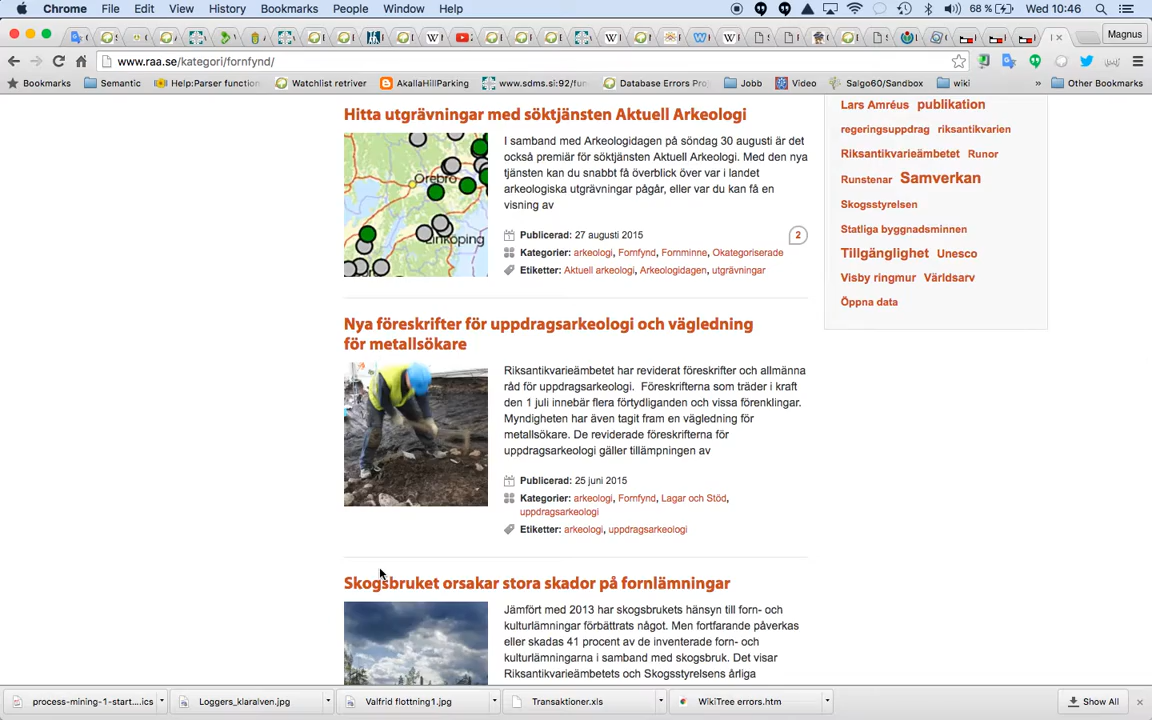 Chrome File Edit View History Bookmarks People Window Help 68 % Wed 10:46
Magnus
www.raa.se/kategori/fornfynd/
Bookmarks Semantic Watchlist retriever AkallaHillParking www.sdms.si:92/fun Help:Parser function Database Errors Proj Jobb Video Salgo60/Sandbox wiki » Other Bookmarks
Hitta utgrävningar med söktjänsten Aktuell Arkeologi
Örebro
Linköping
I samband med Arkeologidagen på söndag 30 augusti är det
också premiär för söktjänsten Aktuell Arkeologi. Med den nya
tjänsten kan du snabbt få överblick över var i landet
arkeologiska utgrävningar pågår, eller var du kan få en
visning av
Publicerad: 27 augusti 2015 2
Kategorier: arkeologi, Fornfynd, Fornminne, Okategoriserade
Etiketter: Aktuell arkeologi, Arkeologidagen, utgrävningar
Nya föreskrifter för uppdragsarkeologi och vägledning
för metallsökare
Riksantikvarieämbetet har reviderat föreskrifter och allmänna
råd för uppdragsarkeologi. Föreskrifterna som träder i kraft
den 1 juli innebär flera förtydliganden och vissa förenklingar.
Myndigheten har även tagit fram en vägledning för
metallsökare. De reviderade föreskrifterna för
uppdragsarkeologi gäller tillämpningen av
Publicerad: 25 juni 2015
Kategorier: arkeologi, Fornfynd, Lagar och Stöd,
uppdragsarkeologi
Etiketter: arkeologi, uppdragsarkeologi
Skogsbruket orsakar stora skador på fornlämningar
Jämfört med 2013 har skogsbrukets hänsyn till forn- och
kulturlämningar förbättrats något. Men fortfarande påverkas
eller skadas 41 procent av de inventerade forn- och
kulturlämningarna i samband med skogsbruk. Det visar
Riksantikvarieämbetets och Skogsstyrelsens årliga
Lars Amréus publikation
regeringsuppdrag riksantikvarien
Riksantikvarieämbetet Runor
Runstenar Samverkan
Skogsstyrelsen
Statliga byggnadsminnen
Tillgänglighet Unesco
Visby ringmur Världsarv
Öppna data
process-mining-1-start....ics Loggers_klaralven.jpg Valfrid flottning1.jpg Transaktioner.xls WikiTree errors.htm Show All